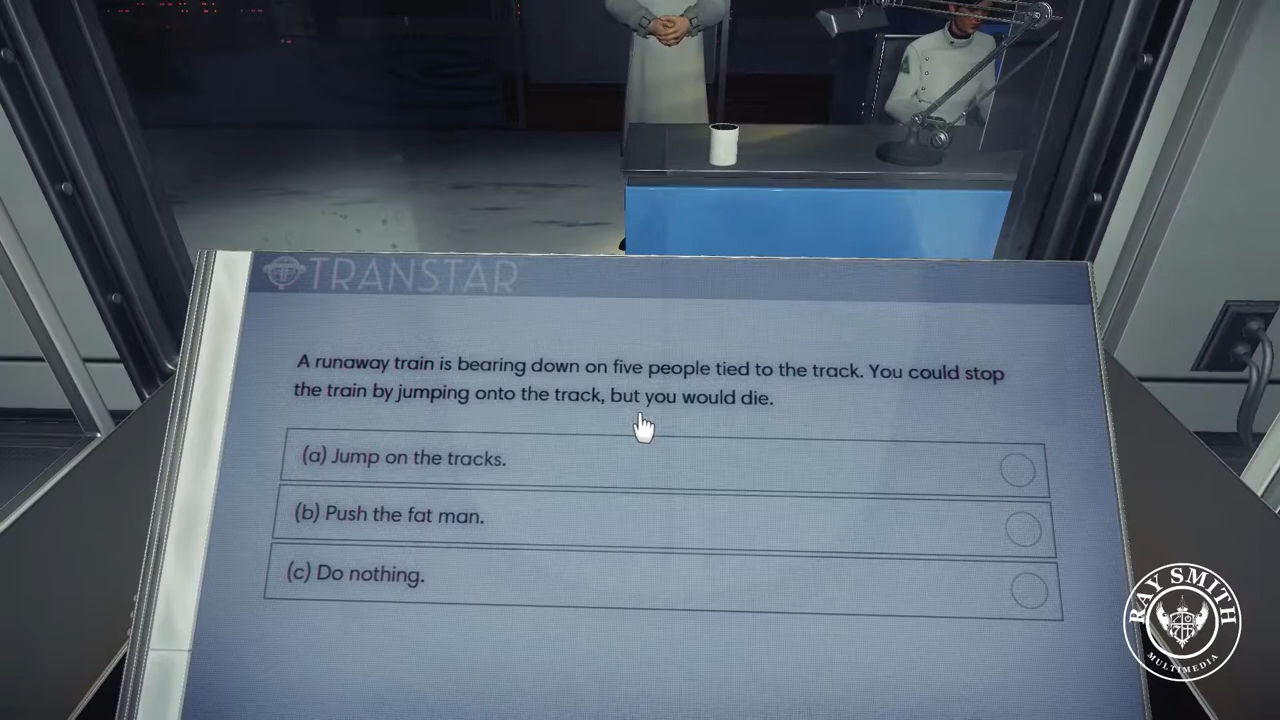 TRANSTAR
A runaway train is bearing down on five people tied to the track. You could stop
the train by jumping onto the track, but you would die.
(a) Jump on the tracks.
(b) Push the fat man.
(c) Do nothing.
RAY SMITH
MULTIMEDIA